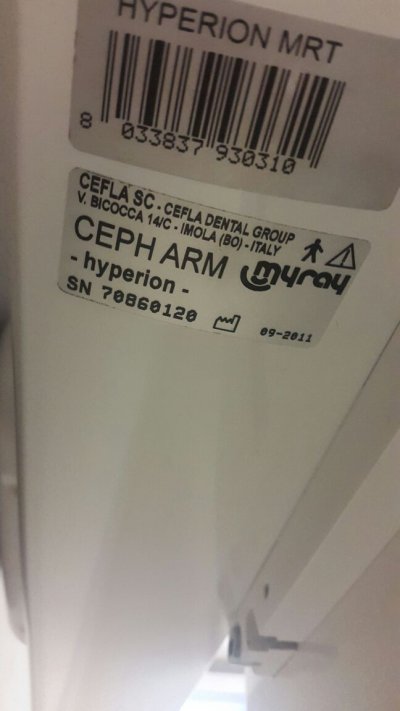 HYPERION MRT
8 033837 930310
CEFLA SC - CEFLA DENTAL GROUP
V. BICOCCA 14/C - IMOLA (BO) - ITALY
CEPH ARM myray
- hyperion -
SN 70860120 09-2011